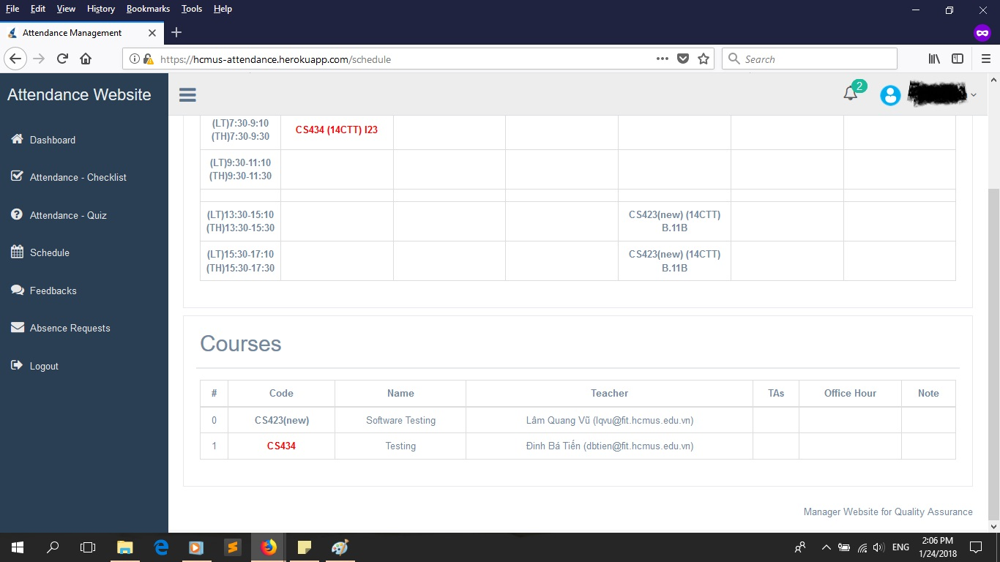 File Edit View History Bookmarks Tools Help
Attendance Management
https://hcmus-attendance.herokuapp.com/schedule
Search
Attendance Website
2
Dashboard
Attendance - Checklist
Attendance - Quiz
Schedule
Feedbacks
Absence Requests
Logout
(LT)7:30-9:10
(TH)7:30-9:30
CS434 (14CTT) I23
(LT)9:30-11:10
(TH)9:30-11:30
(LT)13:30-15:10
(TH)13:30-15:30
CS423(new) (14CTT)
B.11B
(LT)15:30-17:10
(TH)15:30-17:30
CS423(new) (14CTT)
B.11B
Courses
# Code Name Teacher TAs Office Hour Note
0 CS423(new) Software Testing Lâm Quang Vũ (lqvu@fit.hcmus.edu.vn)
1 CS434 Testing Đinh Bá Tiến (dbtien@fit.hcmus.edu.vn)
Manager Website for Quality Assurance
ENG
2:06 PM
1/24/2018